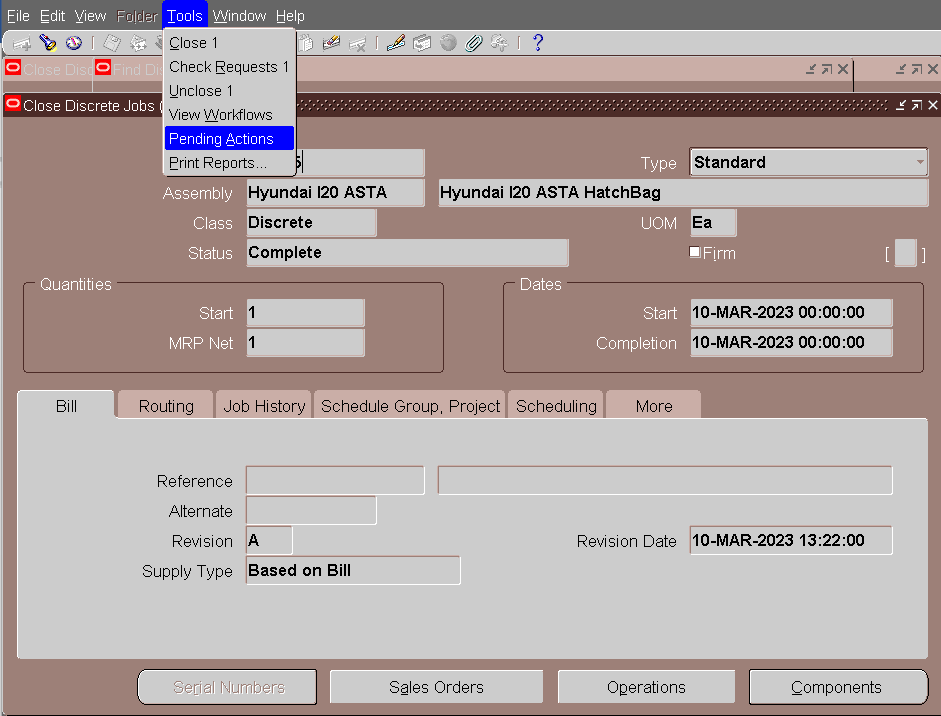 File Edit View Folder Tools Window Help
Close 1
Check Requests 1
Unclose 1
View Workflows
Pending Actions
Print Reports...
?
Close Disc
Find Dis
Close Discrete Jobs (
5
Type Standard
Assembly Hyundai I20 ASTA Hyundai I20 ASTA HatchBag
Class Discrete UOM Ea
Status Complete Firm [ ]
Quantities Dates
Start 1 Start 10-MAR-2023 00:00:00
MRP Net 1 Completion 10-MAR-2023 00:00:00
Bill Routing Job History Schedule Group, Project Scheduling More
Reference
Alternate
Revision A Revision Date 10-MAR-2023 13:22:00
Supply Type Based on Bill
Serial Numbers Sales Orders Operations Components